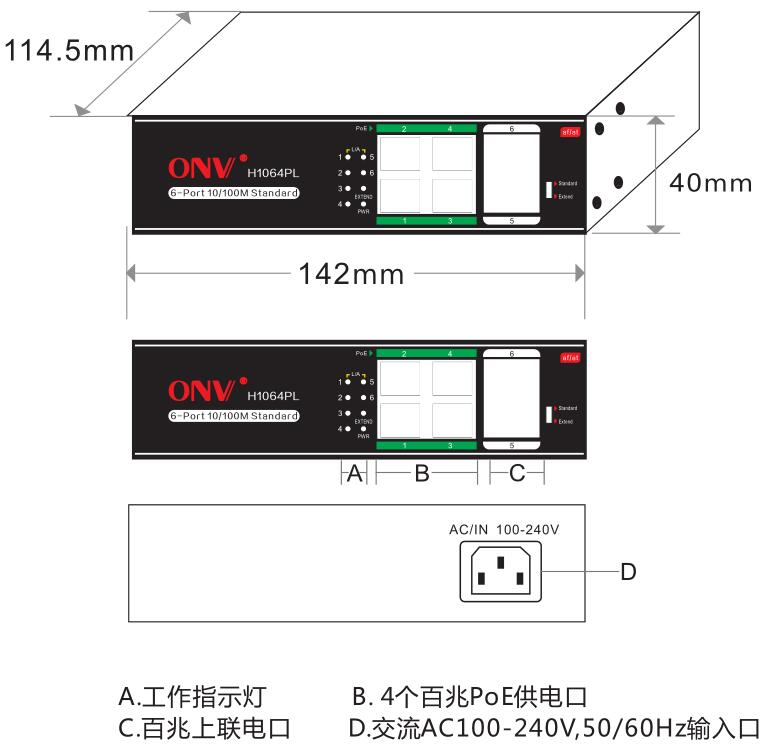 114.5mm
PoE 2 4 6 af/at
L/A
1 5
ONV® H1064PL
2 6
6-Port 10/100M Standard
3
EXTEND
4
PWR
1 3 5
Standard
Extend
40mm
142mm
PoE 2 4 6 af/at
L/A
1 5
ONV® H1064PL
2 6
6-Port 10/100M Standard
3
EXTEND
4
PWR
1 3 5
Standard
Extend
A B C
AC/IN 100-240V
D
A.工作指示灯 B. 4个百兆PoE供电口
C.百兆上联电口 D.交流AC100-240V,50/60Hz输入口